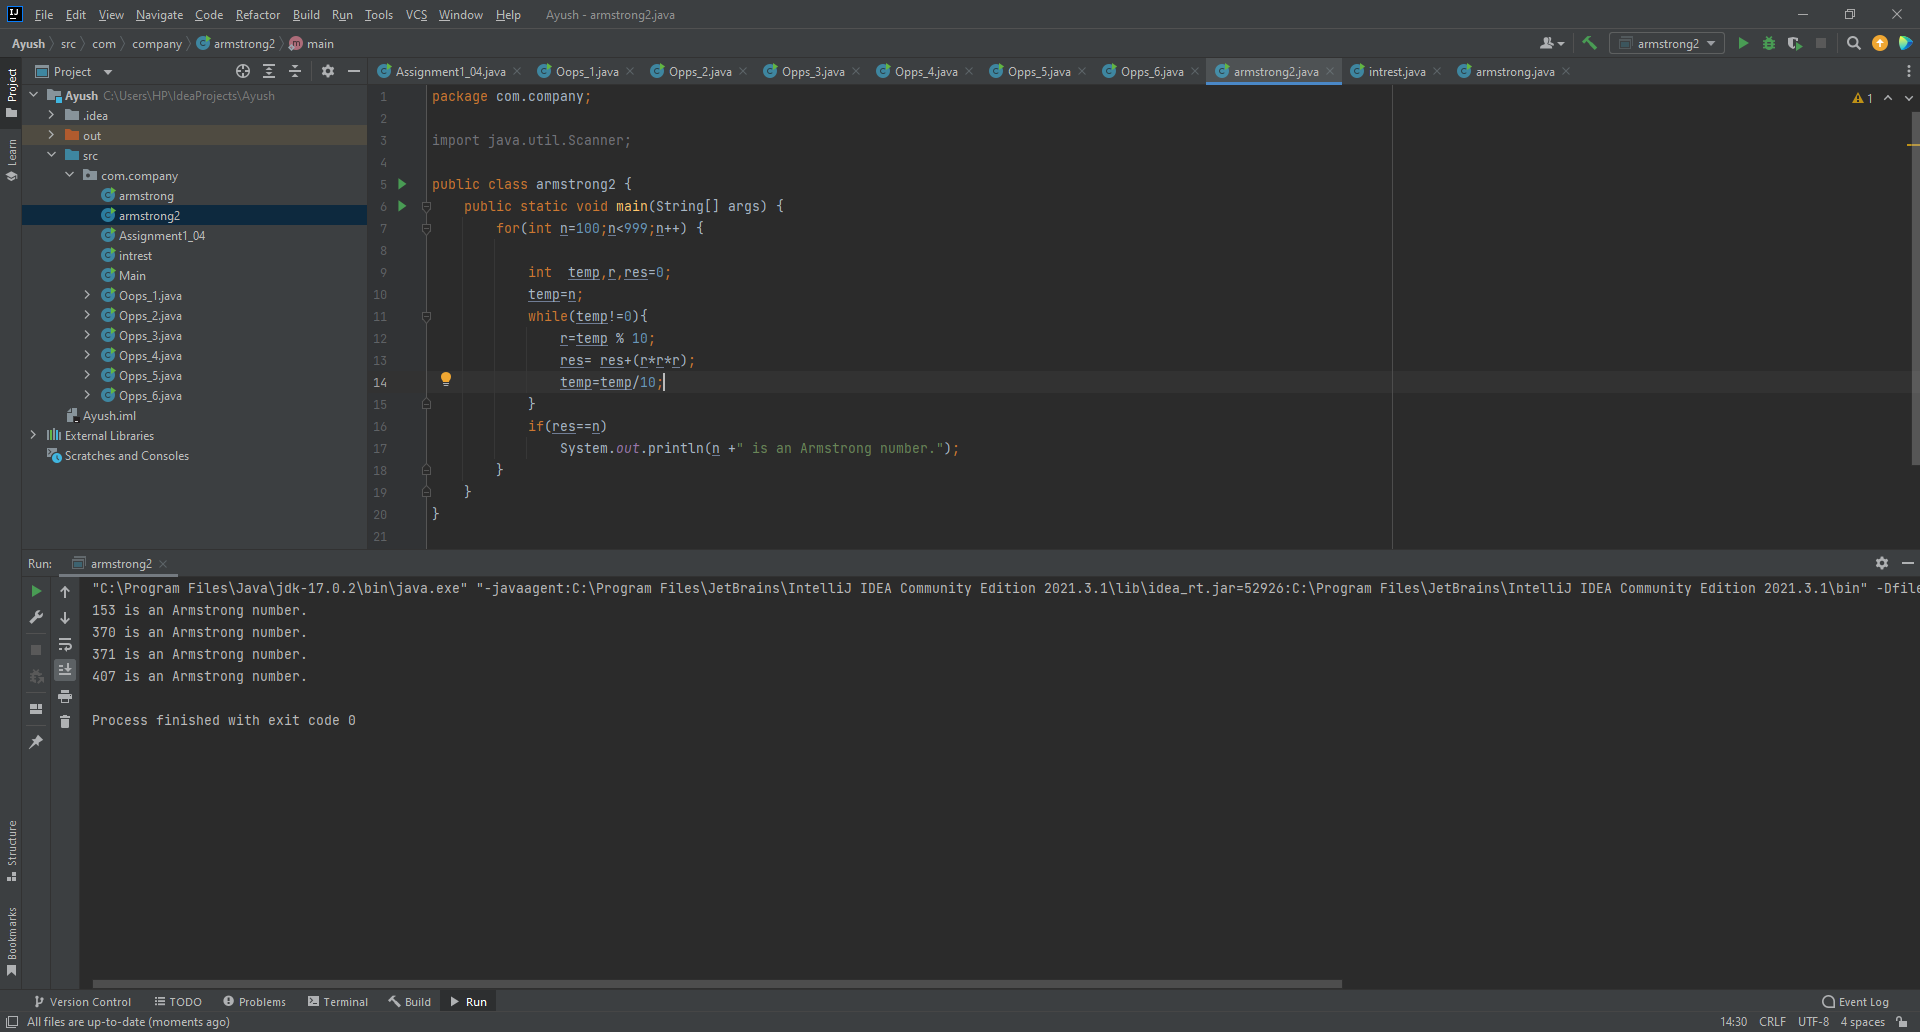 File Edit View Navigate Code Refactor Build Run Tools VCS Window Help Ayush - armstrong2.java
Ayush src com company armstrong2 main armstrong2
Project
Assignment1_04.java Oops_1.java Opps_2.java Opps_3.java Opps_4.java Opps_5.java Opps_6.java armstrong2.java intrest.java armstrong.java
Project
Learn
Structure
Bookmarks
Ayush C:\Users\HP\IdeaProjects\Ayush
.idea
out
src
com.company
armstrong
armstrong2
Assignment1_04
intrest
Main
Oops_1.java
Opps_2.java
Opps_3.java
Opps_4.java
Opps_5.java
Opps_6.java
Ayush.iml
External Libraries
Scratches and Consoles
1
1 package com.company;
2
3 import java.util.Scanner;
4
5 public class armstrong2 {
6 public static void main(String[] args) {
7 for(int n=100;n<999;n++) {
8
9 int  temp,r,res=0;
10 temp=n;
11 while(temp!=0){
12 r=temp % 10;
13 res= res+(r*r*r);
14 temp=temp/10;
15 }
16 if(res==n)
17 System.out.println(n +" is an Armstrong number.");
18 }
19 }
20 }
21
Run: armstrong2
"C:\Program Files\Java\jdk-17.0.2\bin\java.exe" "-javaagent:C:\Program Files\JetBrains\IntelliJ IDEA Community Edition 2021.3.1\lib\idea_rt.jar=52926:C:\Program Files\JetBrains\IntelliJ IDEA Community Edition 2021.3.1\bin" -Dfile
153 is an Armstrong number.
370 is an Armstrong number.
371 is an Armstrong number.
407 is an Armstrong number.
Process finished with exit code 0
Version Control TODO Problems Terminal Build Run Event Log
All files are up-to-date (moments ago) 14:30 CRLF UTF-8 4 spaces